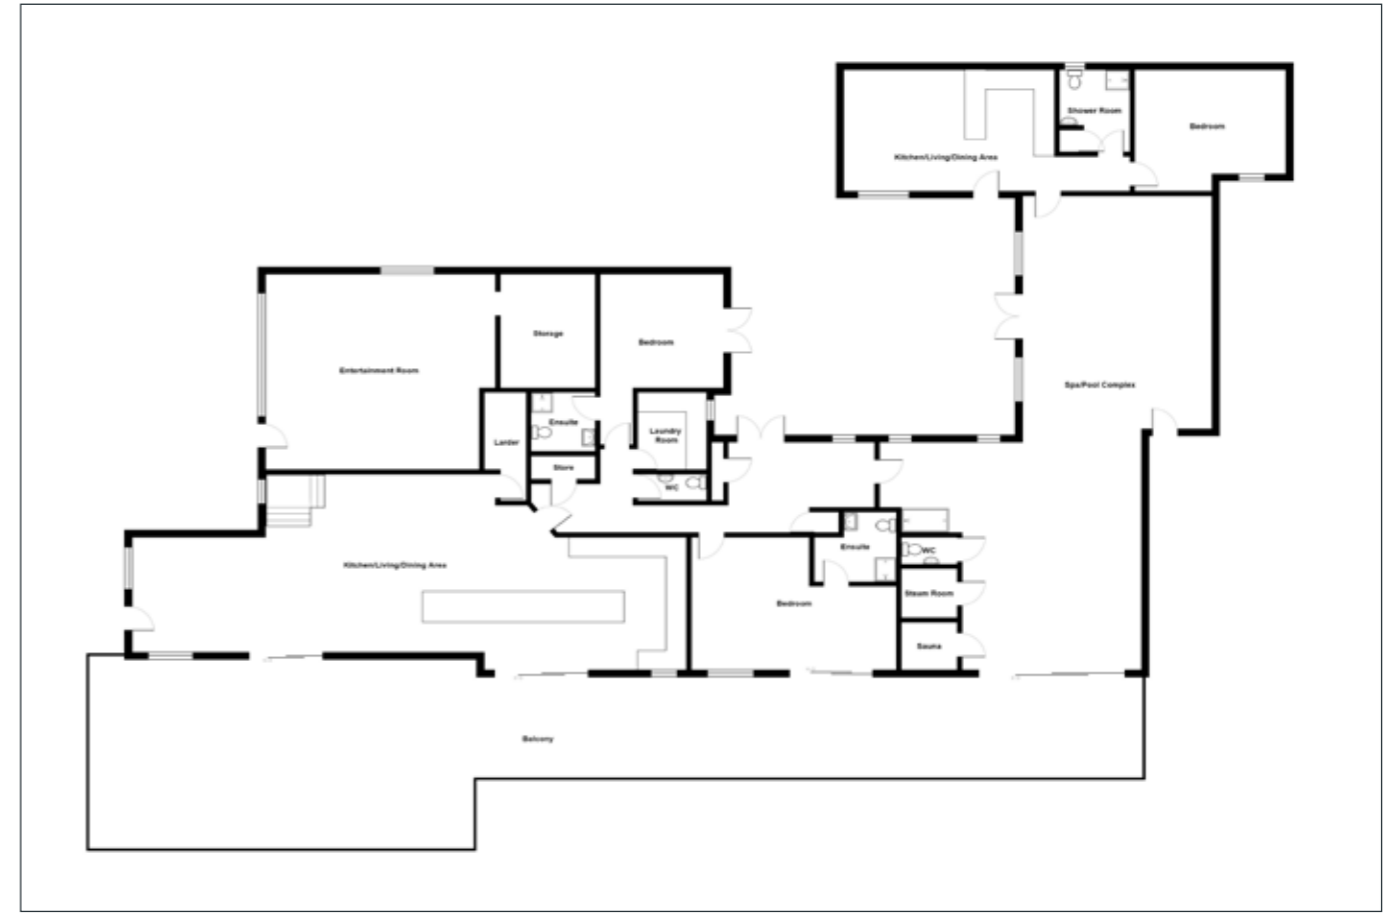 Shower Room
Bedroom
Kitchen/Living/Dining Area
Storage
Bedroom
Entertainment Room
Spa/Pool Complex
Ensuite
Laundry
Room
Larder
Store
WC
Ensuite
WC
Kitchen/Living/Dining Area
Steam Room
Bedroom
Sauna
Balcony